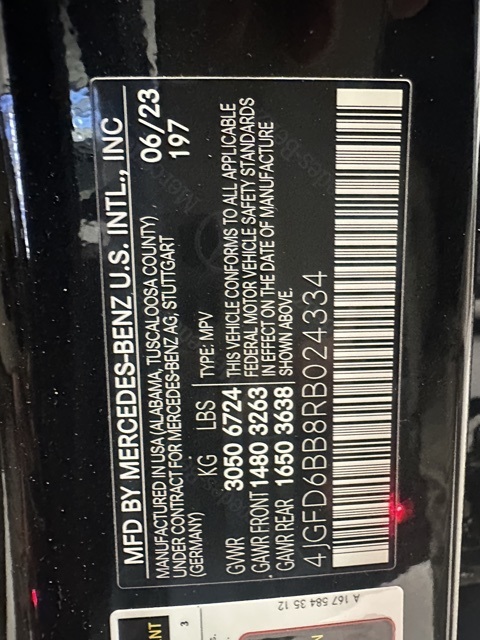 MFD BY MERCEDES-BENZ U.S. INTL., INC
MANUFACTURED IN USA (ALABAMA, TUSCALOOSA COUNTY)
UNDER CONTRACT FOR MERCEDES-BENZ AG, STUTTGART
(GERMANY)
06/23
197
KG LBS
TYPE: MPV
GVWR 3050 6724
GAWR FRONT 1480 3263
GAWR REAR 1650 3638
THIS VEHICLE CONFORMS TO ALL APPLICABLE
FEDERAL MOTOR VEHICLE SAFETY STANDARDS
IN EFFECT ON THE DATE OF MANUFACTURE
SHOWN ABOVE.
4JGFD6BB8RB024334
A 167 584 35 12
3